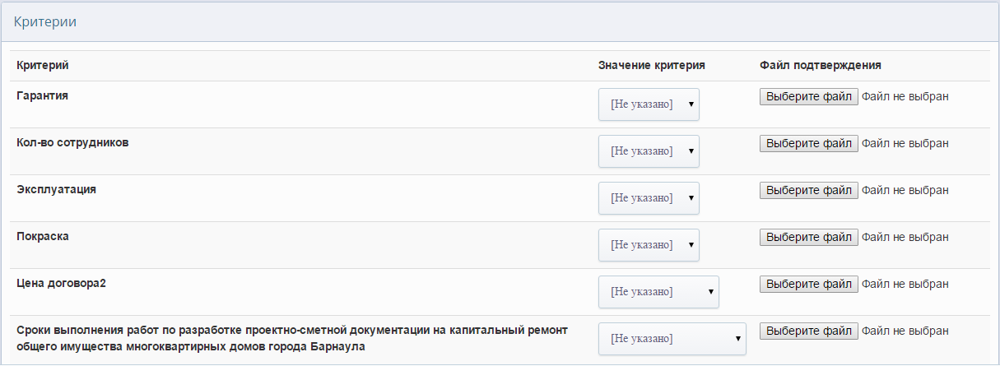 Критерии
Критерий Значение критерия Файл подтверждения
Гарантия [Не указано] Выберите файл Файл не выбран
Кол-во сотрудников [Не указано] Выберите файл Файл не выбран
Эксплуатация [Не указано] Выберите файл Файл не выбран
Покраска [Не указано] Выберите файл Файл не выбран
Цена договора2 [Не указано] Выберите файл Файл не выбран
Сроки выполнения работ по разработке проектно-сметной документации на капитальный ремонт [Не указано] Выберите файл Файл не выбран
общего имущества многоквартирных домов города Барнаула